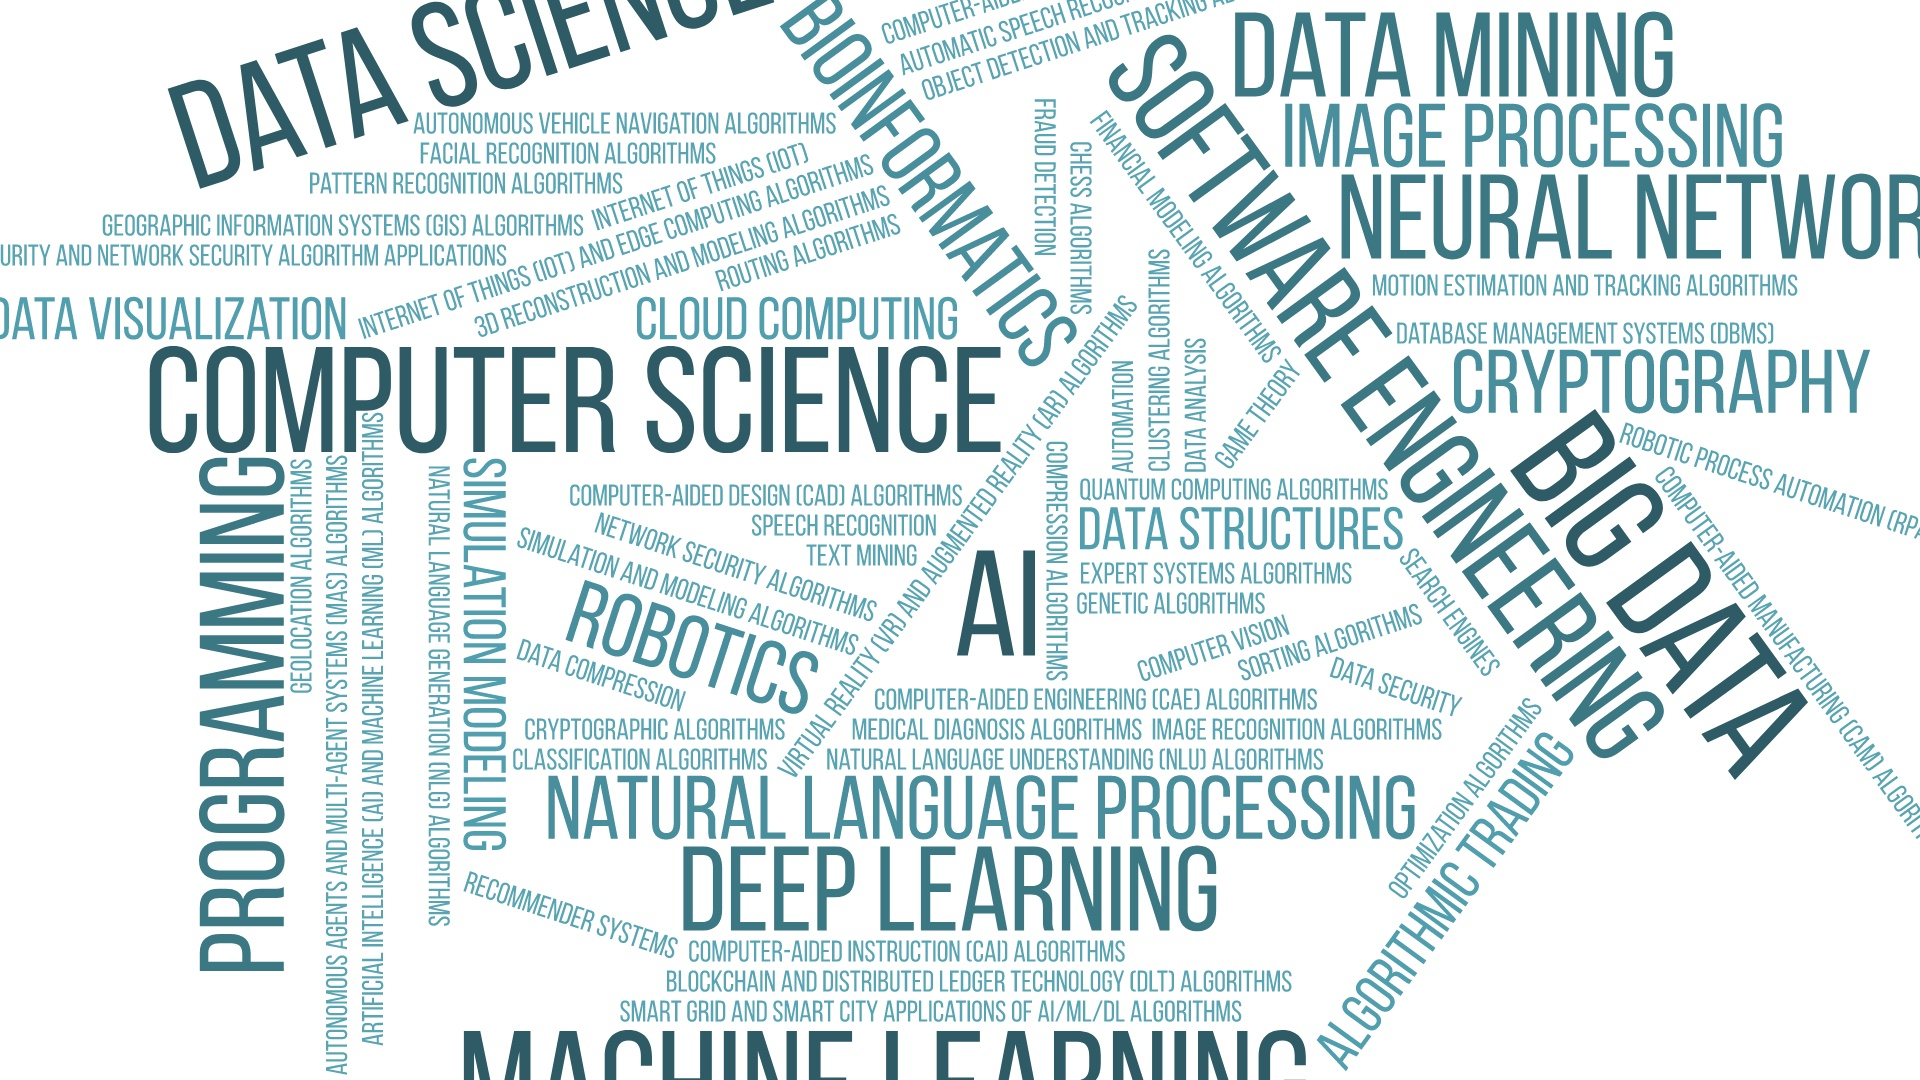 DATA SCIENC
BIOINFORMATICS
COMPUTER-AIDE
AUTOMATIC SPEECH RECOG
OBJECT DETECTION AND TRACKING AL
SOFTWARE ENGINEERING
DATA MINING
IMAGE PROCESSING
NEURAL NETWOR
AUTONOMOUS VEHICLE NAVIGATION ALGORITHMS
FACIAL RECOGNITION ALGORITHMS
PATTERN RECOGNITION ALGORITHMS
INTERNET OF THINGS (IOT)
GEOGRAPHIC INFORMATION SYSTEMS (GIS) ALGORITHMS
URITY AND NETWORK SECURITY ALGORITHM APPLICATIONS
INTERNET OF THINGS (IOT) AND EDGE COMPUTING ALGORITHMS
3D RECONSTRUCTION AND MODELING ALGORITHMS
ROUTING ALGORITHMS
FRAUD DETECTION
CHESS ALGORITHMS
FINANCIAL MODELING ALGORITHMS
MOTION ESTIMATION AND TRACKING ALGORITHMS
DATA VISUALIZATION
CLOUD COMPUTING
DATABASE MANAGEMENT SYSTEMS (DBMS)
CRYPTOGRAPHY
COMPUTER SCIENCE
AUTOMATION
CLUSTERING ALGORITHMS
DATA ANALYSIS
GAME THEORY
BIG DATA
ROBOTIC PROCESS AUTOMATION (RPA
COMPUTER-AIDED MANUFACTURING (CAM) ALGORITH
PROGRAMMING
GEOLOCATION ALGORITHMS
AUTONOMOUS AGENTS AND MULTI-AGENT SYSTEMS (MAS) ALGORITHMS
ARTIFICIAL INTELLIGENCE (AI) AND MACHINE LEARNING (ML) ALGORITHMS
NATURAL LANGUAGE GENERATION (NLG) ALGORITHMS
SIMULATION MODELING
COMPUTER-AIDED DESIGN (CAD) ALGORITHMS
SPEECH RECOGNITION
TEXT MINING
NETWORK SECURITY ALGORITHMS
SIMULATION AND MODELING ALGORITHMS
ROBOTICS
DATA COMPRESSION
VIRTUAL REALITY (VR) AND AUGMENTED REALITY (AR) ALGORITHMS
AI
COMPRESSION ALGORITHMS
QUANTUM COMPUTING ALGORITHMS
DATA STRUCTURES
EXPERT SYSTEMS ALGORITHMS
GENETIC ALGORITHMS
SEARCH ENGINES
COMPUTER VISION
SORTING ALGORITHMS
DATA SECURITY
COMPUTER-AIDED ENGINEERING (CAE) ALGORITHMS
CRYPTOGRAPHIC ALGORITHMS
MEDICAL DIAGNOSIS ALGORITHMS
IMAGE RECOGNITION ALGORITHMS
CLASSIFICATION ALGORITHMS
NATURAL LANGUAGE UNDERSTANDING (NLU) ALGORITHMS
NATURAL LANGUAGE PROCESSING
OPTIMIZATION ALGORITHMS
ALGORITHMIC TRADING
DEEP LEARNING
RECOMMENDER SYSTEMS
COMPUTER-AIDED INSTRUCTION (CAI) ALGORITHMS
BLOCKCHAIN AND DISTRIBUTED LEDGER TECHNOLOGY (DLT) ALGORITHMS
SMART GRID AND SMART CITY APPLICATIONS OF AI/ML/DL ALGORITHMS
MACHINE LEARNING